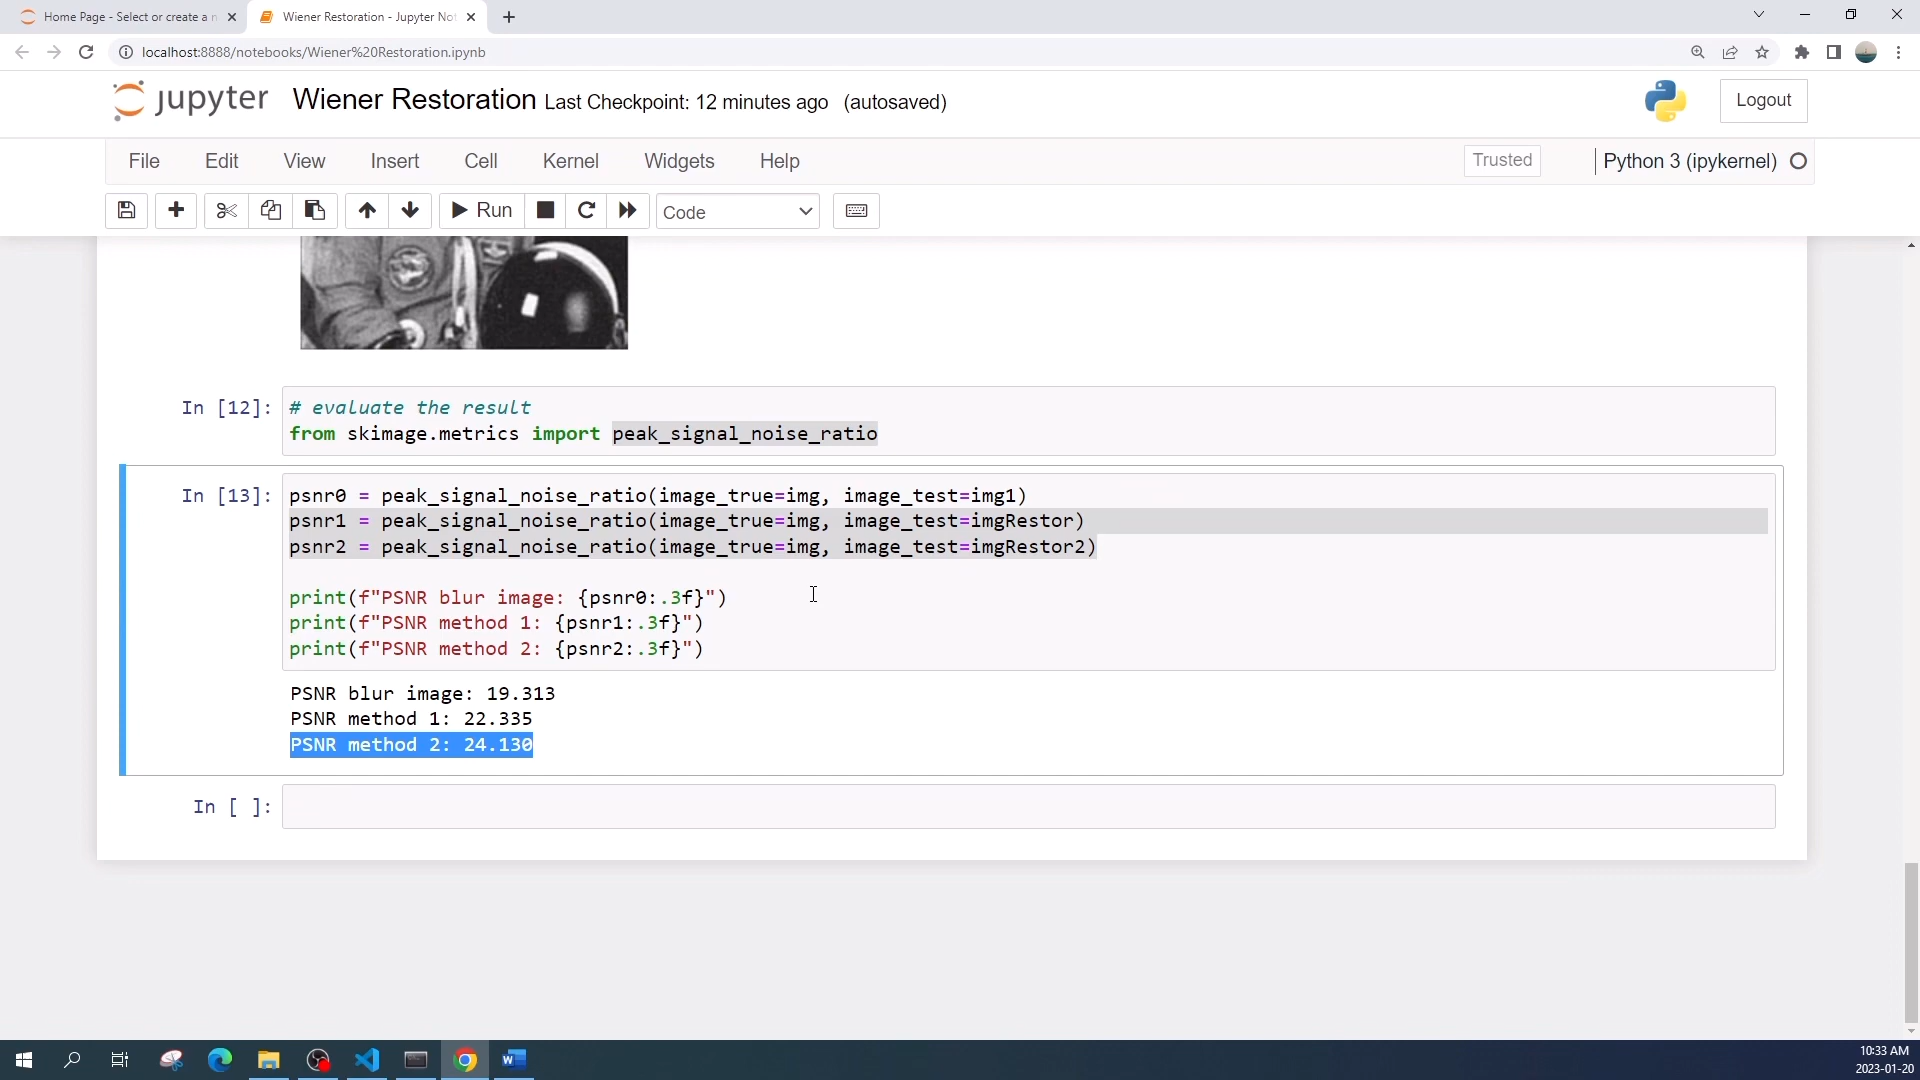 Home Page - Select or create a n
Wiener Restoration - Jupyter Not
localhost:8888/notebooks/Wiener%20Restoration.ipynb
jupyter Wiener Restoration Last Checkpoint: 12 minutes ago (autosaved)
Logout
File Edit View Insert Cell Kernel Widgets Help
Trusted
Python 3 (ipykernel)
Run
Code
In [12]:
# evaluate the result
from skimage.metrics import peak_signal_noise_ratio
In [13]:
psnr0 = peak_signal_noise_ratio(image_true=img, image_test=img1)
psnr1 = peak_signal_noise_ratio(image_true=img, image_test=imgRestor)
psnr2 = peak_signal_noise_ratio(image_true=img, image_test=imgRestor2)
print(f"PSNR blur image: {psnr0:.3f}")
print(f"PSNR method 1: {psnr1:.3f}")
print(f"PSNR method 2: {psnr2:.3f}")
PSNR blur image: 19.313
PSNR method 1: 22.335
PSNR method 2: 24.130
In [ ]:
10:33 AM
2023-01-20